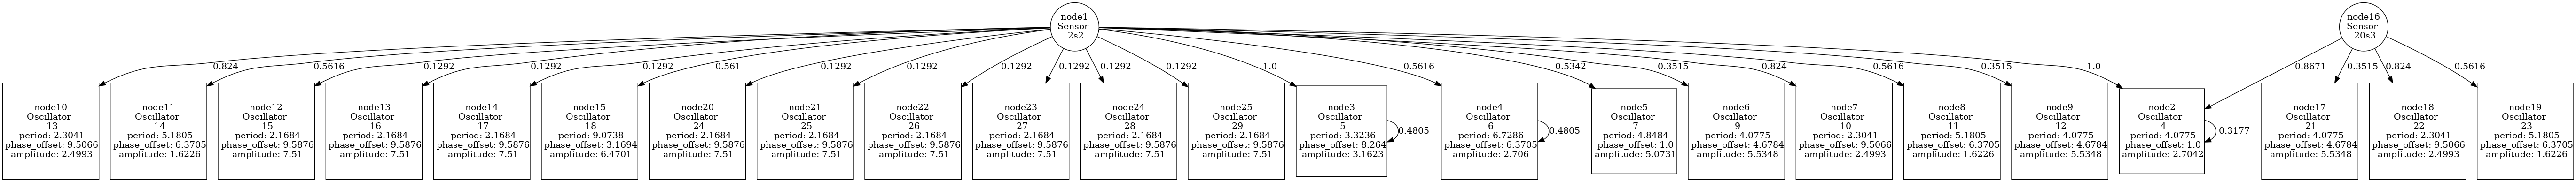 node1
Sensor
2s2
node16
Sensor
20s3
0.824
-0.5616
-0.1292
-0.1292
-0.1292
-0.561
-0.1292
-0.1292
-0.1292
-0.1292
-0.1292
-0.1292
1.0
-0.5616
0.5342
-0.3515
0.824
-0.5616
-0.3515
1.0
-0.8671
-0.3515
0.824
-0.5616
node10
Oscillator
13
period: 2.3041
phase_offset: 9.5066
amplitude: 2.4993
node11
Oscillator
14
period: 5.1805
phase_offset: 6.3705
amplitude: 1.6226
node12
Oscillator
15
period: 2.1684
phase_offset: 9.5876
amplitude: 7.51
node13
Oscillator
16
period: 2.1684
phase_offset: 9.5876
amplitude: 7.51
node14
Oscillator
17
period: 2.1684
phase_offset: 9.5876
amplitude: 7.51
node15
Oscillator
18
period: 9.0738
phase_offset: 3.1694
amplitude: 6.4701
node20
Oscillator
24
period: 2.1684
phase_offset: 9.5876
amplitude: 7.51
node21
Oscillator
25
period: 2.1684
phase_offset: 9.5876
amplitude: 7.51
node22
Oscillator
26
period: 2.1684
phase_offset: 9.5876
amplitude: 7.51
node23
Oscillator
27
period: 2.1684
phase_offset: 9.5876
amplitude: 7.51
node24
Oscillator
28
period: 2.1684
phase_offset: 9.5876
amplitude: 7.51
node25
Oscillator
29
period: 2.1684
phase_offset: 9.5876
amplitude: 7.51
node3
Oscillator
5
period: 3.3236
phase_offset: 8.264
amplitude: 3.1623
0.4805
node4
Oscillator
6
period: 6.7286
phase_offset: 6.3705
amplitude: 2.706
0.4805
node5
Oscillator
7
period: 4.8484
phase_offset: 1.0
amplitude: 5.0731
node6
Oscillator
9
period: 4.0775
phase_offset: 4.6784
amplitude: 5.5348
node7
Oscillator
10
period: 2.3041
phase_offset: 9.5066
amplitude: 2.4993
node8
Oscillator
11
period: 5.1805
phase_offset: 6.3705
amplitude: 1.6226
node9
Oscillator
12
period: 4.0775
phase_offset: 4.6784
amplitude: 5.5348
node2
Oscillator
4
period: 4.0775
phase_offset: 1.0
amplitude: 2.7042
-0.3177
node17
Oscillator
21
period: 4.0775
phase_offset: 4.6784
amplitude: 5.5348
node18
Oscillator
22
period: 2.3041
phase_offset: 9.5066
amplitude: 2.4993
node19
Oscillator
23
period: 5.1805
phase_offset: 6.3705
amplitude: 1.6226